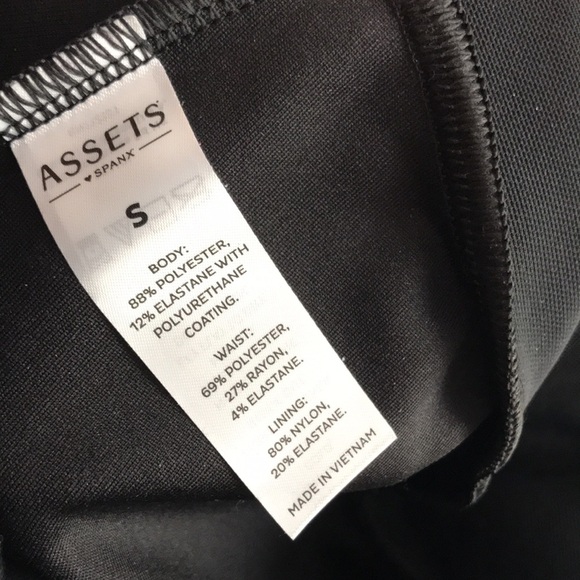 ASSETS
♥ SPANX®
S
BODY:
88% POLYESTER,
12% ELASTANE WITH
POLYURETHANE
COATING.
WAIST:
69% POLYESTER,
27% RAYON,
4% ELASTANE.
LINING:
80% NYLON,
20% ELASTANE.
MADE IN VIETNAM